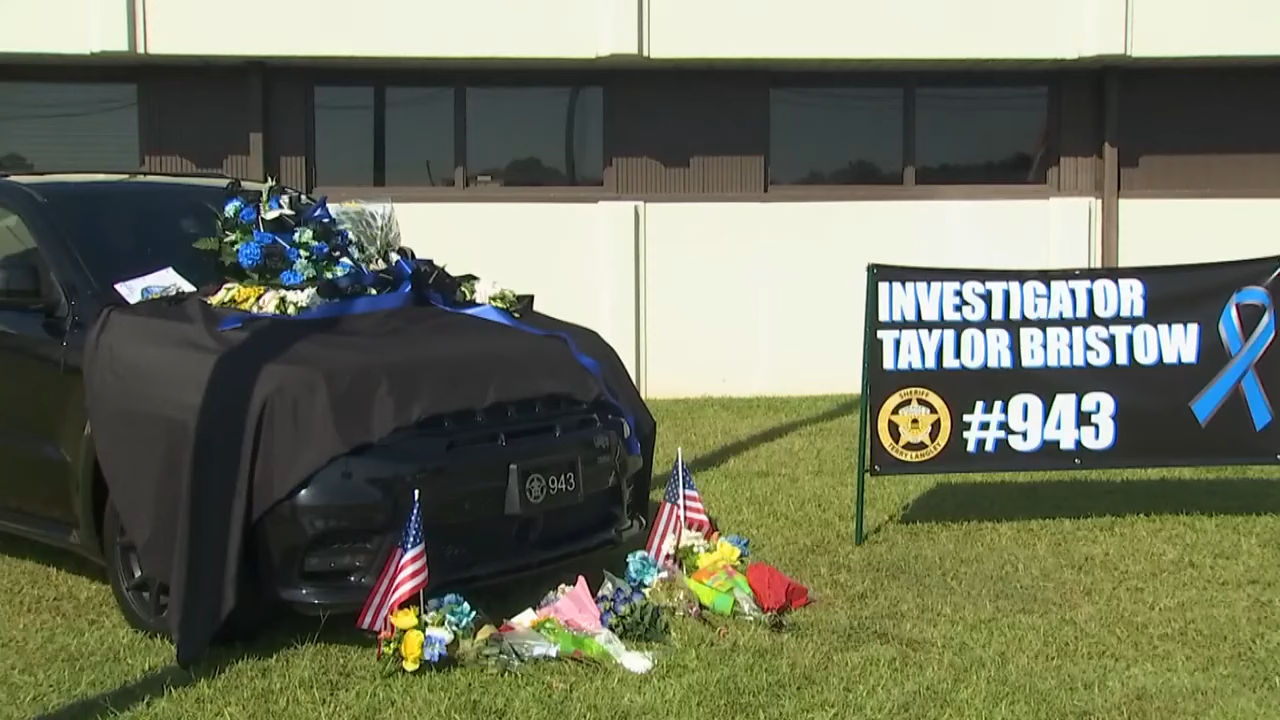 INVESTIGATOR
TAYLOR BRISTOW
#943
SHERIFF
TERRY LANGLEY
943